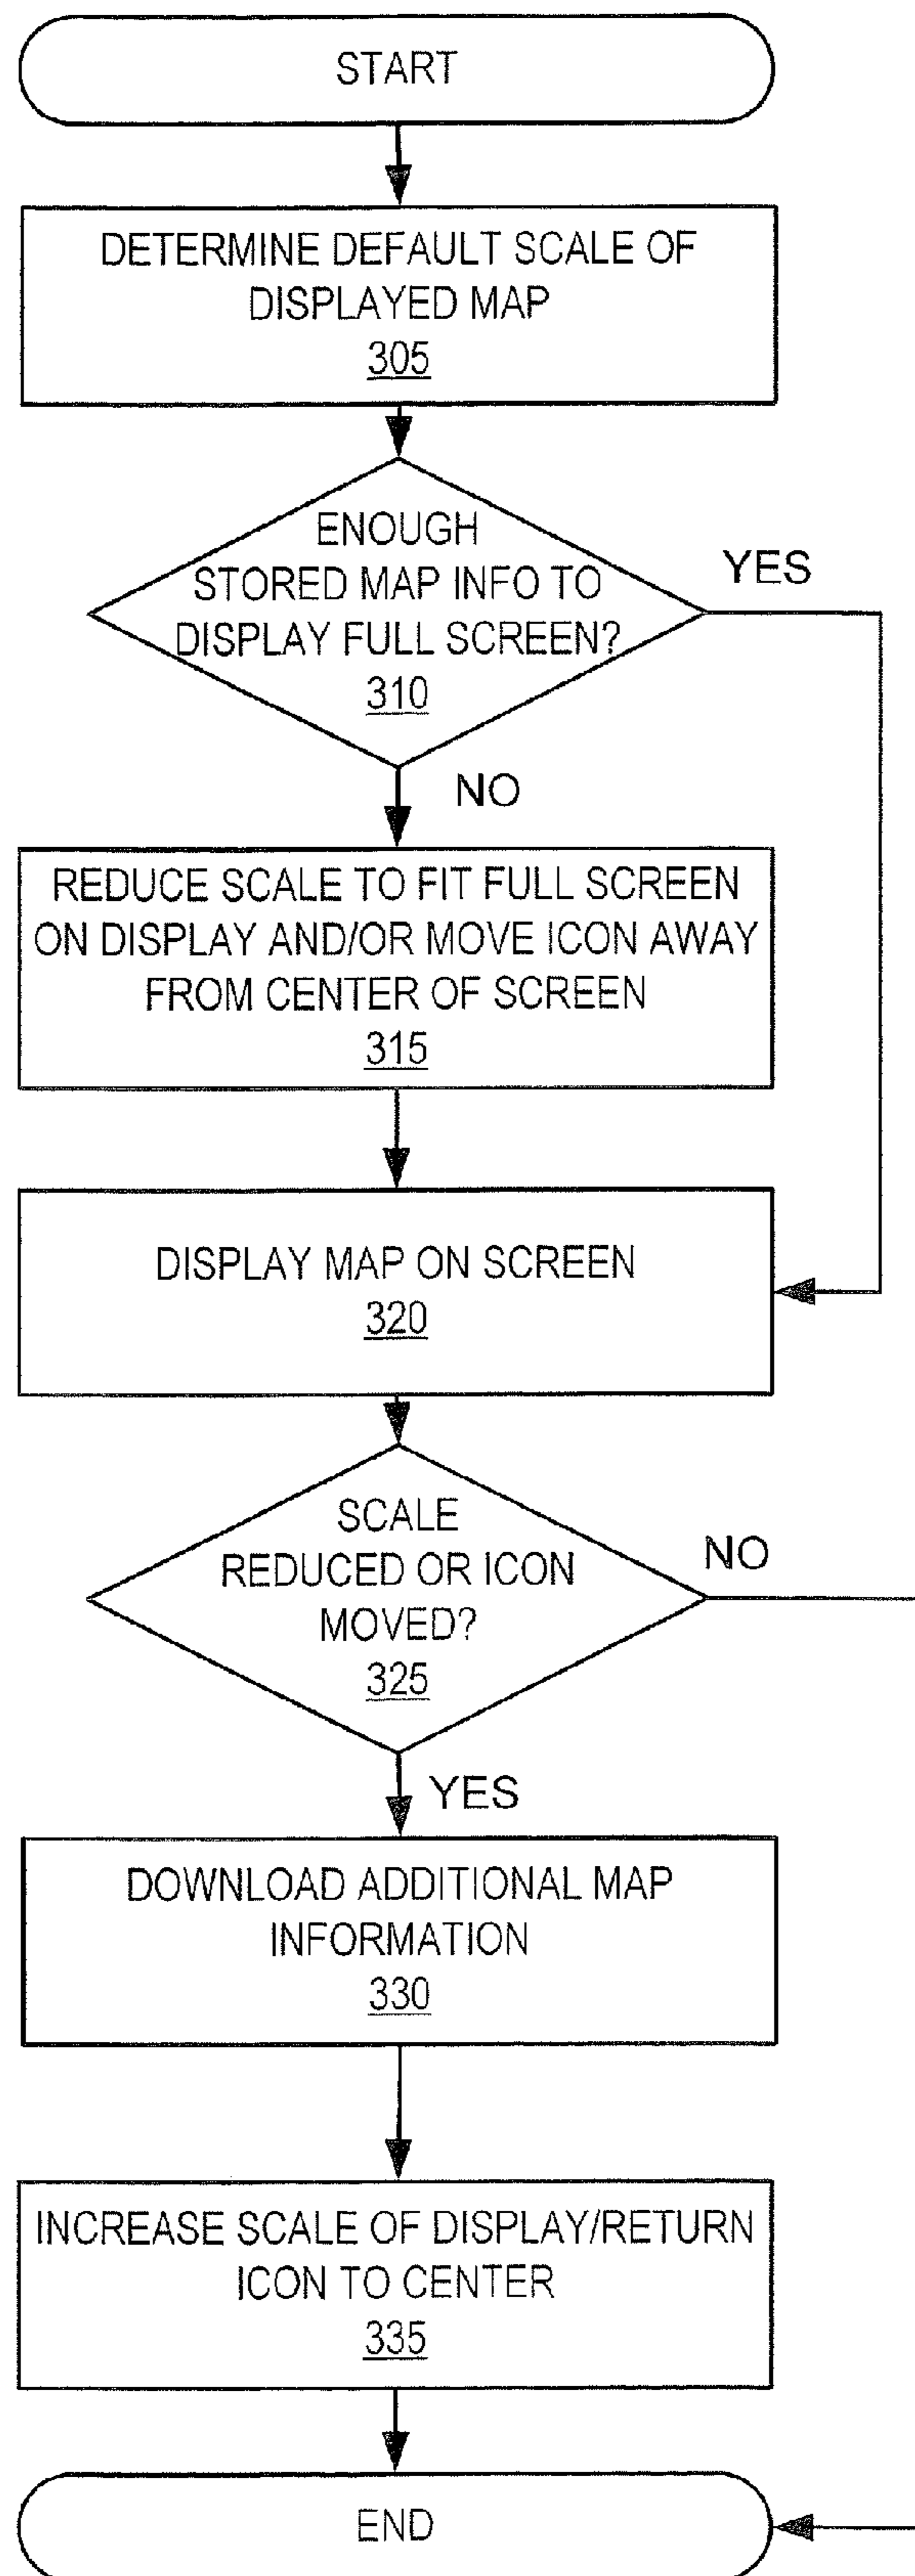 START
DETERMINE DEFAULT SCALE OF
DISPLAYED MAP
305
ENOUGH
STORED MAP INFO TO
DISPLAY FULL SCREEN?
310
YES
NO
REDUCE SCALE TO FIT FULL SCREEN
ON DISPLAY AND/OR MOVE ICON AWAY
FROM CENTER OF SCREEN
315
DISPLAY MAP ON SCREEN
320
SCALE
REDUCED OR ICON
MOVED?
325
NO
YES
DOWNLOAD ADDITIONAL MAP
INFORMATION
330
INCREASE SCALE OF DISPLAY/RETURN
ICON TO CENTER
335
END